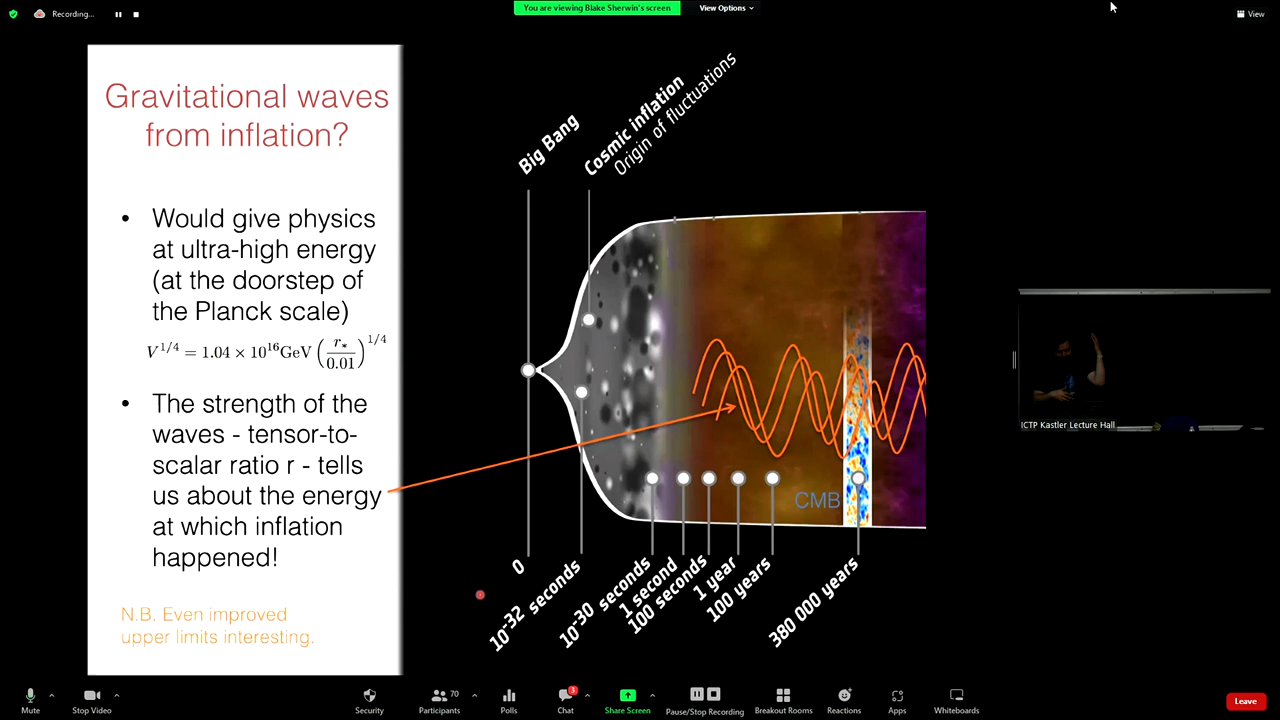 Recording...
You are viewing Blake Sherwin's screen
View Options
View
Gravitational waves
from inflation?
• Would give physics
at ultra-high energy
(at the doorstep of
the Planck scale)
V^{1/4} = 1.04 × 10^{16}GeV (r_*/0.01)^{1/4}
• The strength of the
waves - tensor-to-
scalar ratio r - tells
us about the energy
at which inflation
happened!
N.B. Even improved
upper limits interesting.
Big Bang
Cosmic inflation
Origin of fluctuations
CMB
0
10^-32 seconds
10^-30 seconds
1 second
100 seconds
1 year
100 years
380 000 years
ICTP Kastler Lecture Hall
Mute
Stop Video
Security
Participants
70
Polls
Chat
3
Share Screen
Pause/Stop Recording
Breakout Rooms
Reactions
Apps
Whiteboards
Leave